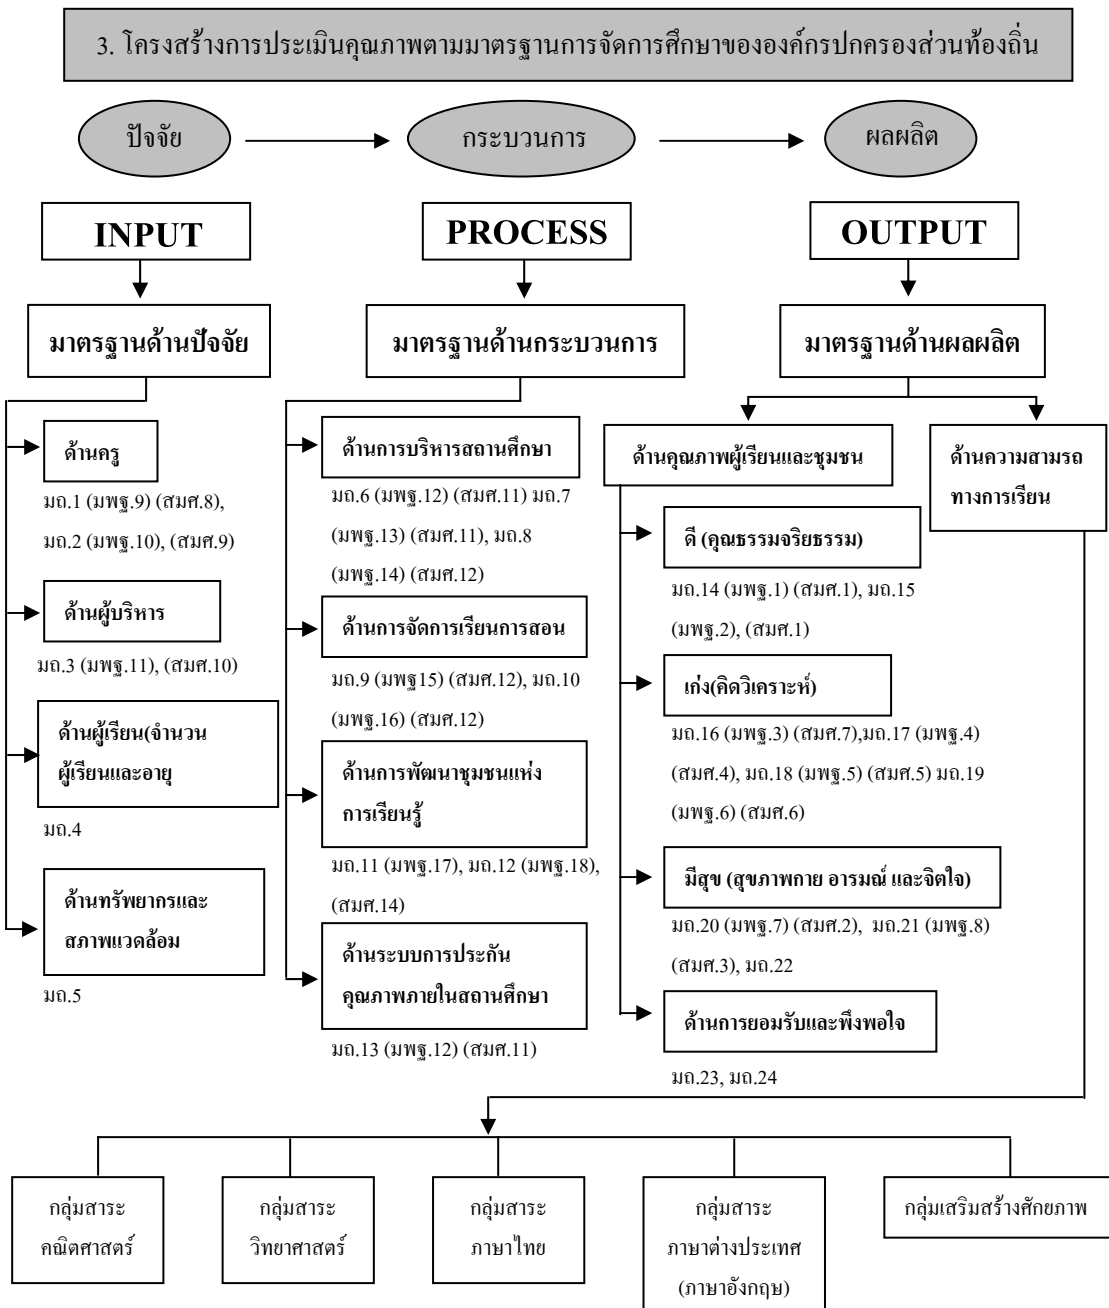 3. โครงสร้างการประเมินคุณภาพตามมาตรฐานการจัดการศึกษาขององค์กรปกครองส่วนท้องถิ่น
ปัจจัย
กระบวนการ
ผลผลิต
INPUT
PROCESS
OUTPUT
มาตรฐานด้านปัจจัย
มาตรฐานด้านกระบวนการ
มาตรฐานด้านผลผลิต
ด้านครู
มถ.1 (มพฐ.9) (สมศ.8),
มถ.2 (มพฐ.10), (สมศ.9)
ด้านผู้บริหาร
มถ.3 (มพฐ.11), (สมศ.10)
ด้านผู้เรียน(จำนวน
ผู้เรียนและอายุ
มถ.4
ด้านทรัพยากรและ
สภาพแวดล้อม
มถ.5
ด้านการบริหารสถานศึกษา
มถ.6 (มพฐ.12) (สมศ.11) มถ.7
(มพฐ.13) (สมศ.11), มถ.8
(มพฐ.14) (สมศ.12)
ด้านการจัดการเรียนการสอน
มถ.9 (มพฐ15) (สมศ.12), มถ.10
(มพฐ.16) (สมศ.12)
ด้านการพัฒนาชุมชนแห่ง
การเรียนรู้
มถ.11 (มพฐ.17), มถ.12 (มพฐ.18),
(สมศ.14)
ด้านระบบการประกัน
คุณภาพภายในสถานศึกษา
มถ.13 (มพฐ.12) (สมศ.11)
ด้านคุณภาพผู้เรียนและชุมชน
ดี (คุณธรรมจริยธรรม)
มถ.14 (มพฐ.1) (สมศ.1), มถ.15
(มพฐ.2), (สมศ.1)
เก่ง(คิดวิเคราะห์)
มถ.16 (มพฐ.3) (สมศ.7),มถ.17 (มพฐ.4)
(สมศ.4), มถ.18 (มพฐ.5) (สมศ.5) มถ.19
(มพฐ.6) (สมศ.6)
มีสุข (สุขภาพกาย อารมณ์ และจิตใจ)
มถ.20 (มพฐ.7) (สมศ.2), มถ.21 (มพฐ.8)
(สมศ.3), มถ.22
ด้านการยอมรับและพึงพอใจ
มถ.23, มถ.24
ด้านความสามรถ
ทางการเรียน
กลุ่มสาระ
คณิตศาสตร์
กลุ่มสาระ
วิทยาศาสตร์
กลุ่มสาระ
ภาษาไทย
กลุ่มสาระ
ภาษาต่างประเทศ
(ภาษาอังกฤษ)
กลุ่มเสริมสร้างศักยภาพ